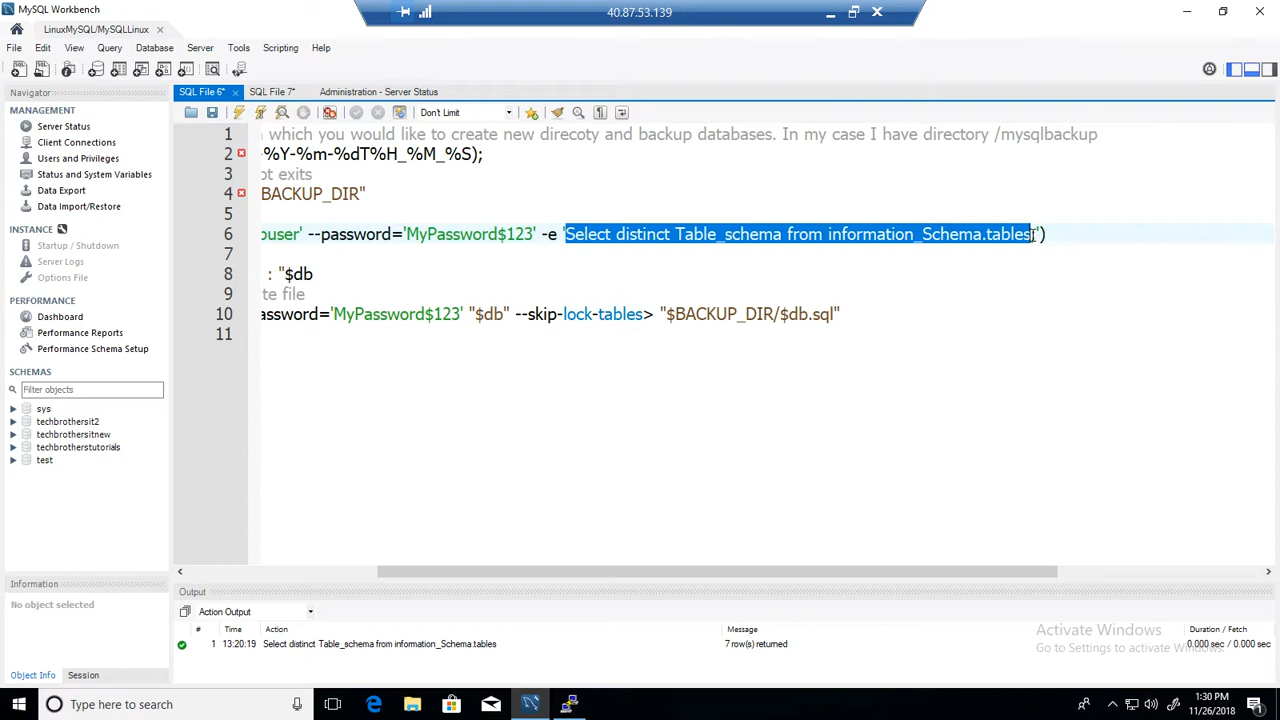 MySQL Workbench
40.87.53.139
LinuxMySQL/MySQLLinux
File Edit View Query Database Server Tools Scripting Help
Navigator
SQL File 6* SQL File 7* Administration - Server Status
MANAGEMENT
Server Status
Client Connections
Users and Privileges
Status and System Variables
Data Export
Data Import/Restore
INSTANCE
Startup / Shutdown
Server Logs
Options File
PERFORMANCE
Dashboard
Performance Reports
Performance Schema Setup
SCHEMAS
Filter objects
sys
techbrothersit2
techbrothersitnew
techbrotherstutorials
test
Information
No object selected
Object Info Session
Don't Limit
1 n which you would like to create new direcoty and backup databases. In my case I have directory /mysqlbackup
2 -%Y-%m-%dT%H_%M_%S);
3 ot exits
4 BACKUP_DIR"
5
6 puser' --password='MyPassword$123' -e 'Select distinct Table_schema from information_Schema.tables;')
7
8 : "$db
9 te file
10 assword='MyPassword$123' "$db" --skip-lock-tables> "$BACKUP_DIR/$db.sql"
11
Output
Action Output
# Time Action Message Duration / Fetch
1 13:20:19 Select distinct Table_schema from information_Schema.tables 7 row(s) returned 0.000 sec / 0.000 sec
Activate Windows
Go to Settings to activate Windows.
Type here to search
1:30 PM
11/26/2018